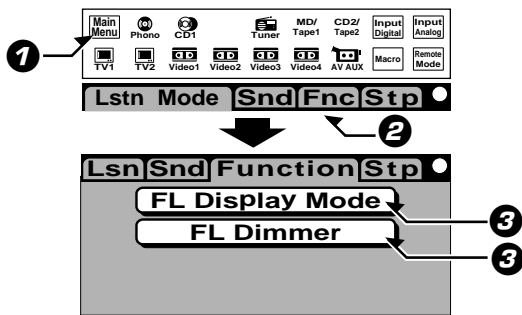 Main Menu Phono CD1 Tuner MD/ Tape1 CD2/ Tape2 Input Digital Input Analog
1
TV1 TV2 Video1 Video2 Video3 Video4 AV AUX Macro Remote Mode
Lstn Mode Snd Fnc Stp
2
Lsn Snd Function Stp
FL Display Mode
3
FL Dimmer
3